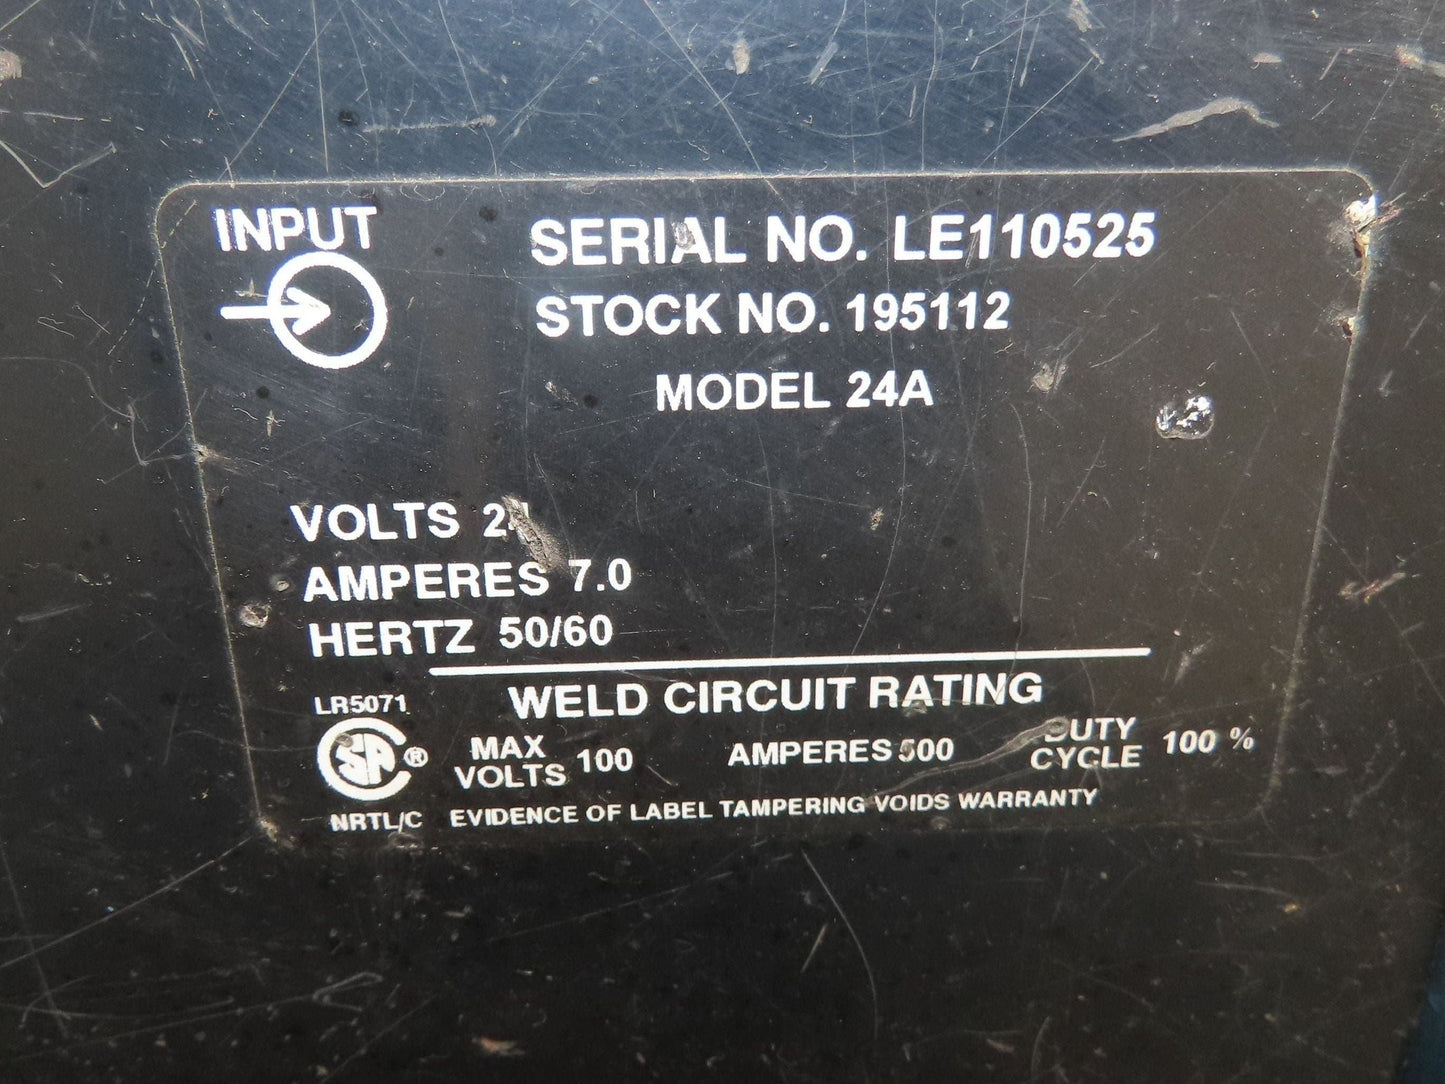 INPUT
SERIAL NO. LE110525
STOCK NO. 195112
MODEL 24A
VOLTS 24
AMPERES 7.0
HERTZ 50/60
WELD CIRCUIT RATING
LR5071
MAX VOLTS 100 AMPERES 500 DUTY CYCLE 100 %
®
NRTL/C EVIDENCE OF LABEL TAMPERING VOIDS WARRANTY